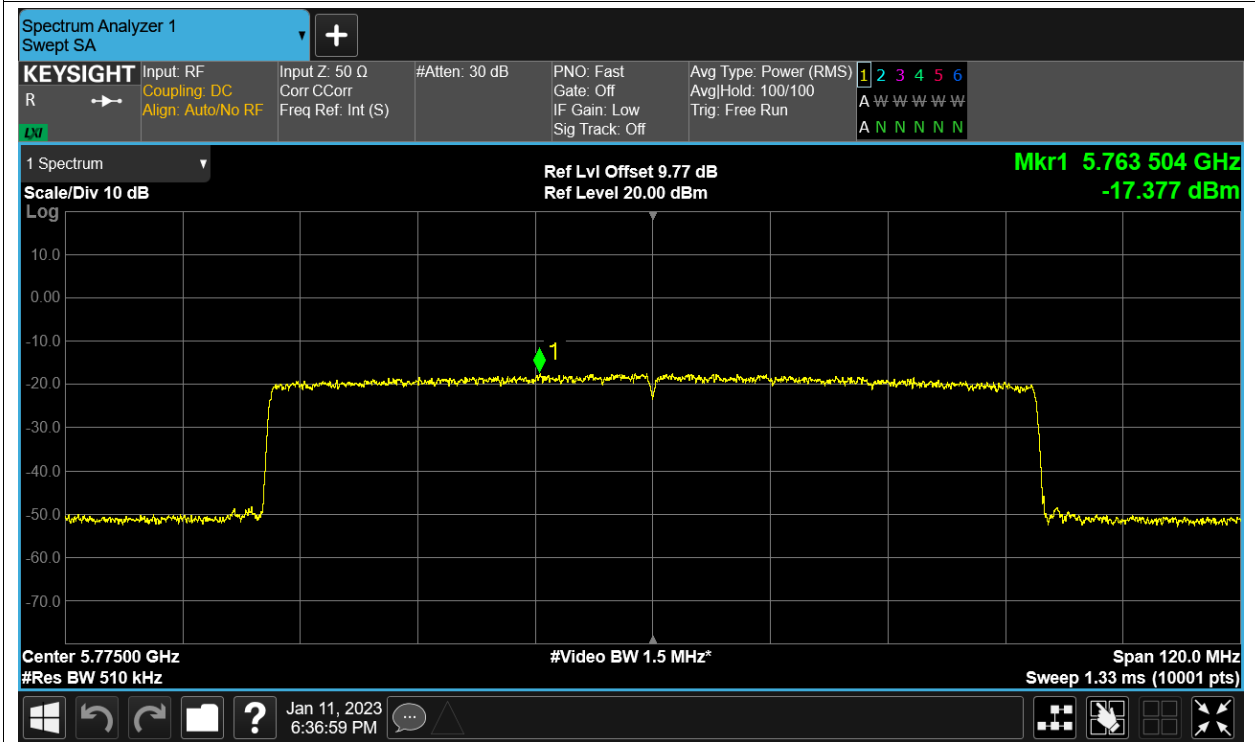 Spectrum Analyzer 1
Swept SA
KEYSIGHT
R
LXI
Input: RF
Coupling: DC
Align: Auto/No RF
Input Z: 50 Ω
Corr CCorr
Freq Ref: Int (S)
#Atten: 30 dB
PNO: Fast
Gate: Off
IF Gain: Low
Sig Track: Off
Avg Type: Power (RMS)
Avg|Hold: 100/100
Trig: Free Run
1 2 3 4 5 6
A W W W W W
A N N N N N
1 Spectrum
Scale/Div 10 dB
Log
Ref Lvl Offset 9.77 dB
Ref Level 20.00 dBm
Mkr1 5.763 504 GHz
-17.377 dBm
10.0
0.00
-10.0
-20.0
-30.0
-40.0
-50.0
-60.0
-70.0
1
Center 5.77500 GHz
#Res BW 510 kHz
#Video BW 1.5 MHz*
Span 120.0 MHz
Sweep 1.33 ms (10001 pts)
?
Jan 11, 2023
6:36:59 PM